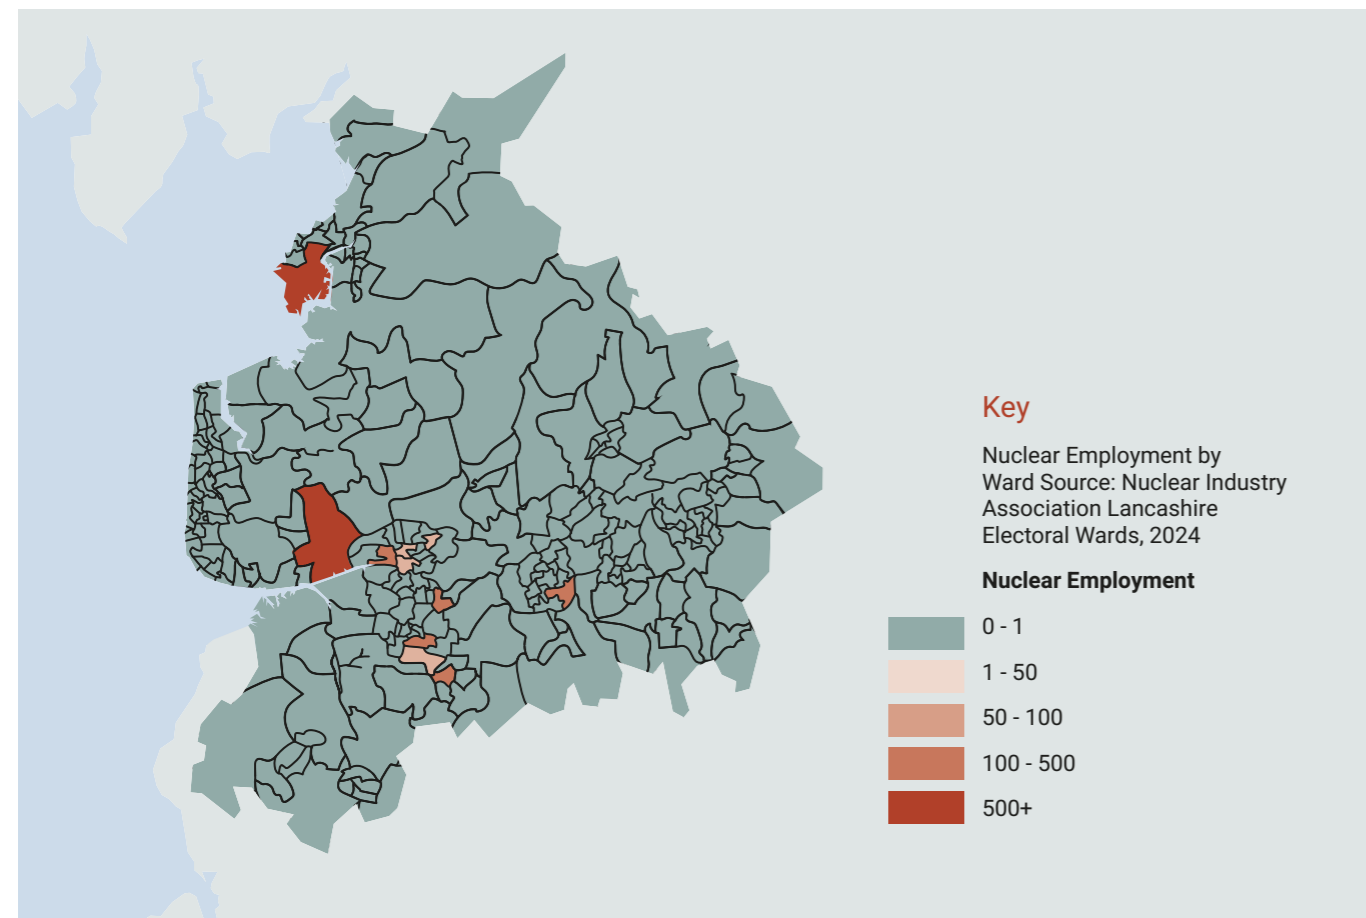 Key
Nuclear Employment by
Ward Source: Nuclear Industry
Association Lancashire
Electoral Wards, 2024
Nuclear Employment
0 - 1
1 - 50
50 - 100
100 - 500
500+